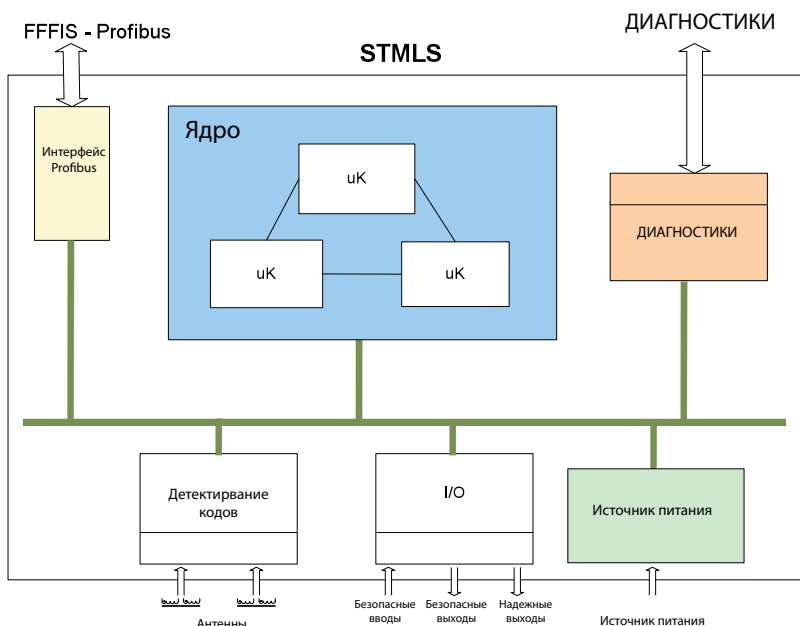 FFFIS - Profibus
ДИАГНОСТИКИ
STMLS
Интерфейс
Profibus
Ядро
uK
uK
uK
ДИАГНОСТИКИ
Детектирвание
кодов
I/O
Источник питания
Антенны
Безопасные
вводы
Безопасные
выходы
Надежные
выходы
Источник питания